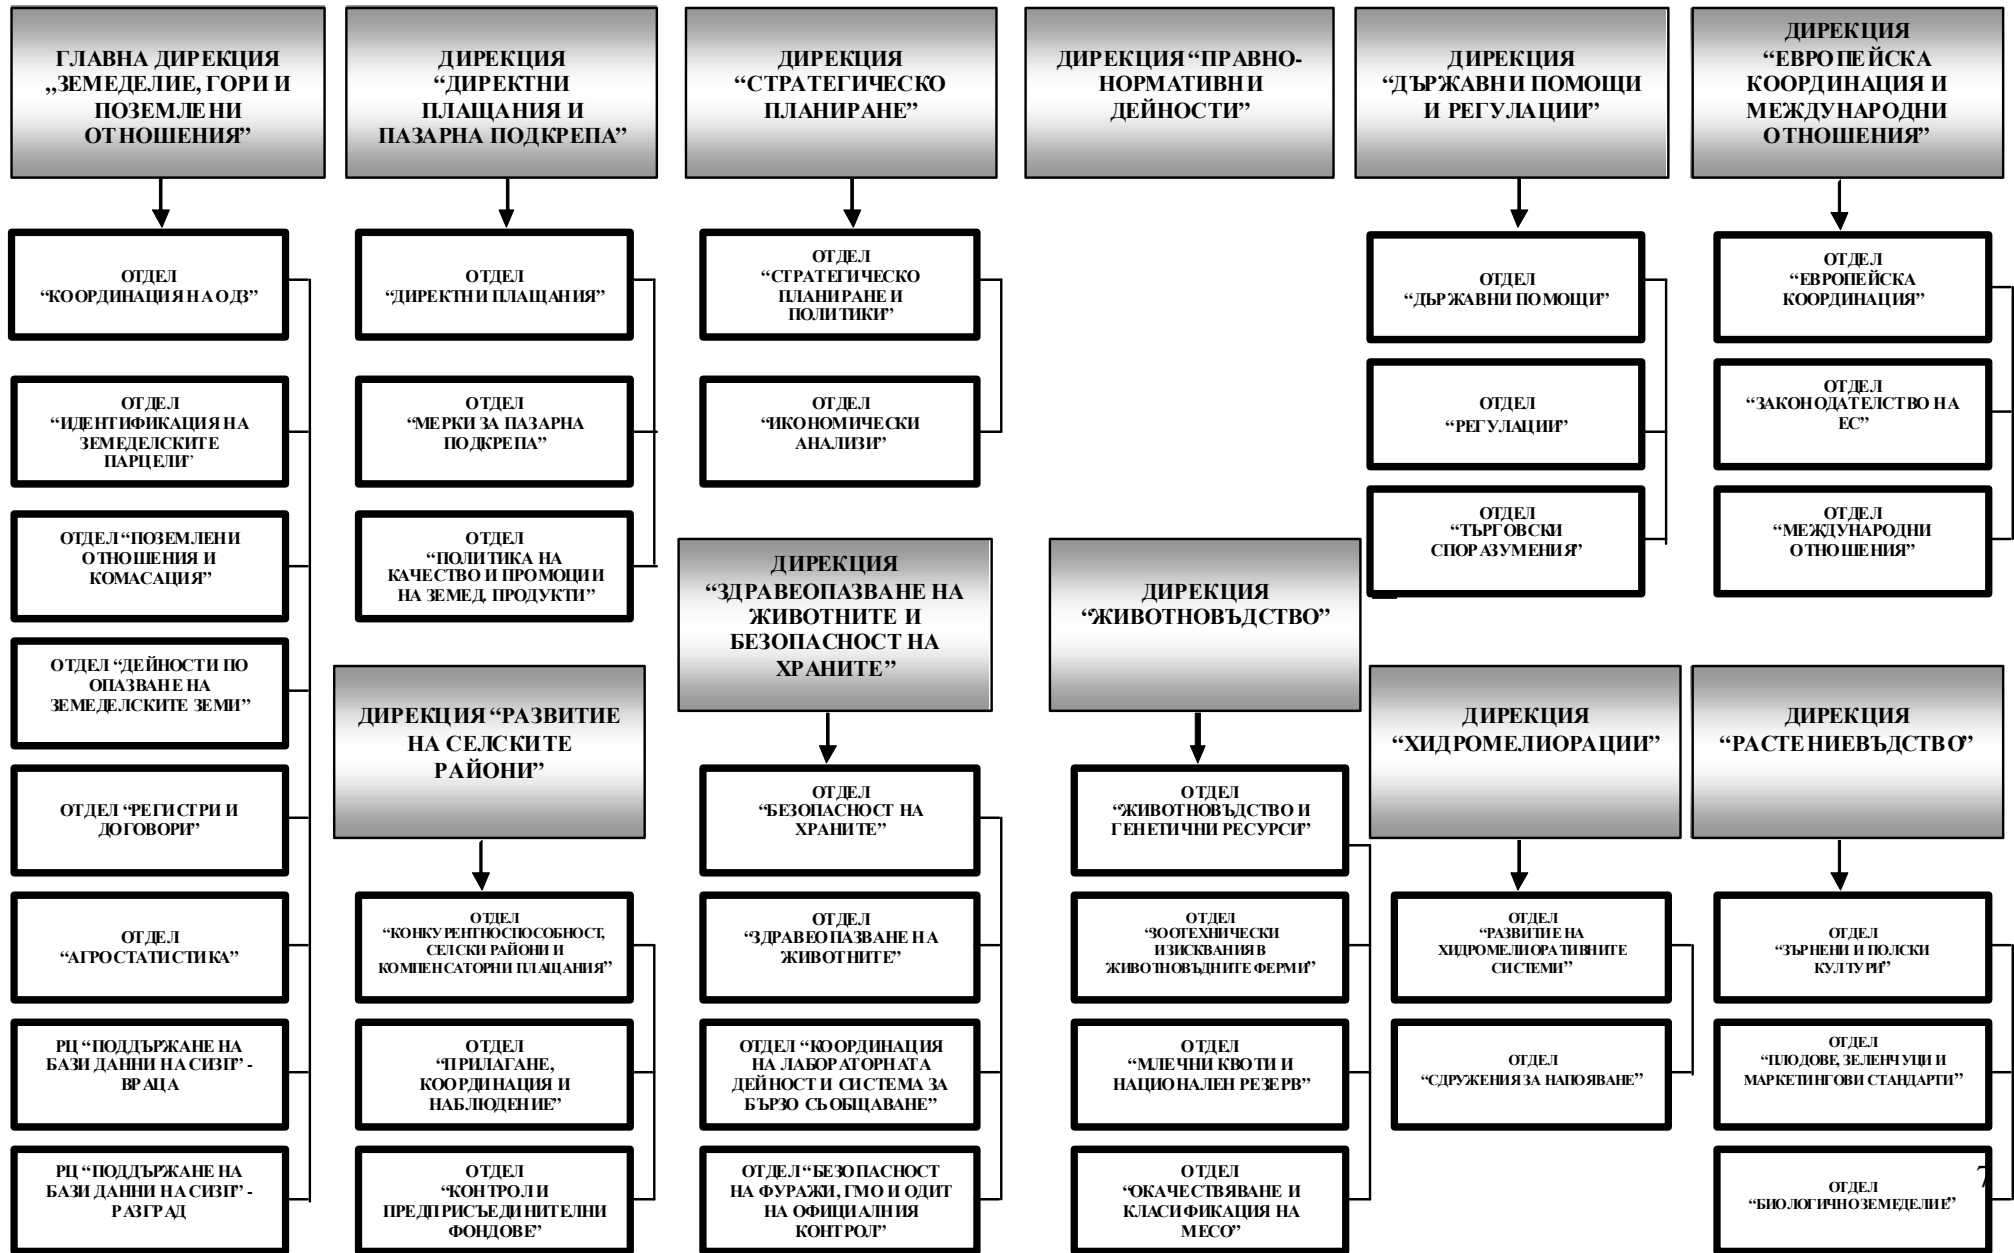 ГЛАВНА ДИРЕКЦИЯ
„ЗЕМЕДЕЛИЕ, ГОРИ И
ПОЗЕМЛЕНИ
ОТНОШЕНИЯ”
ОТДЕЛ
“КООРДИНАЦИЯ НА ОДЗ”
ОТДЕЛ
“ИДЕНТИФИКАЦИЯ НА
ЗЕМЕДЕЛСКИТЕ
ПАРЦЕЛИ”
ОТДЕЛ “ПОЗЕМЛЕНИ
ОТНОШЕНИЯ И
КОМАСАЦИЯ”
ОТДЕЛ “ДЕЙНОСТИ ПО
ОПАЗВАНЕ НА
ЗЕМЕДЕЛСКИТЕ ЗЕМИ”
ОТДЕЛ “РЕГИСТРИ И
ДОГОВОРИ”
ОТДЕЛ
“АГРОСТАТИСТИКА”
РЦ “ПОДДЪРЖАНЕ НА
БАЗИ ДАННИ НА СИЗП” -
ВРАЦА
РЦ “ПОДДЪРЖАНЕ НА
БАЗИ ДАННИ НА СИЗП” -
РАЗГРАД
ДИРЕКЦИЯ
“ДИРЕКТНИ
ПЛАЩАНИЯ И
ПАЗАРНА ПОДКРЕПА”
ОТДЕЛ
“ДИРЕКТНИ ПЛАЩАНИЯ”
ОТДЕЛ
“МЕРКИ ЗА ПАЗАРНА
ПОДКРЕПА”
ОТДЕЛ
“ПОЛИТИКА НА
КАЧЕСТВО И ПРОМОЦИИ
НА ЗЕМЕД. ПРОДУКТИ”
ДИРЕКЦИЯ “РАЗВИТИЕ
НА СЕЛСКИТЕ
РАЙОНИ”
ОТДЕЛ
“КОНКУРЕНТНОСПОСОБНОСТ,
СЕЛСКИ РАЙОНИ И
КОМПЕНСАТОРНИ ПЛАЩАНИЯ”
ОТДЕЛ
“ПРИЛАГАНЕ,
КООРДИНАЦИЯ И
НАБЛЮДЕНИЕ”
ОТДЕЛ
“КОНТРОЛ И
ПРЕДПРИСЪЕДИНИТЕЛНИ
ФОНДОВЕ”
ДИРЕКЦИЯ
“СТРАТЕГИЧЕСКО
ПЛАНИРАНЕ”
ОТДЕЛ
“СТРАТЕГИЧЕСКО
ПЛАНИРАНЕ И
ПОЛИТИКИ”
ОТДЕЛ
“ИКОНОМИЧЕСКИ
АНАЛИЗИ”
ДИРЕКЦИЯ
“ЗДРАВЕОПАЗВАНЕ НА
ЖИВОТНИТЕ И
БЕЗОПАСНОСТ НА
ХРАНИТЕ”
ОТДЕЛ
“БЕЗОПАСНОСТ НА
ХРАНИТЕ”
ОТДЕЛ
“ЗДРАВЕОПАЗВАНЕ НА
ЖИВОТНИТЕ”
ОТДЕЛ “КООРДИНАЦИЯ
НА ЛАБОРАТОРНАТА
ДЕЙНОСТ И СИСТЕМА ЗА
БЪРЗО СЪОБЩАВАНЕ”
ОТДЕЛ “БЕЗОПАСНОСТ
НА ФУРАЖИ, ГМО И ОДИТ
НА ОФИЦИАЛНИЯ
КОНТРОЛ”
ДИРЕКЦИЯ “ПРАВНО-
НОРМАТИВНИ
ДЕЙНОСТИ”
ДИРЕКЦИЯ
“ЖИВОТНОВЪДСТВО”
ОТДЕЛ
“ЖИВОТНОВЪДСТВО И
ГЕНЕТИЧНИ РЕСУРСИ”
ОТДЕЛ
“ЗООТЕХНИЧЕСКИ
ИЗИСКВАНИЯ В
ЖИВОТНОВЪДНИТЕ ФЕРМИ”
ОТДЕЛ
“МЛЕЧНИ КВОТИ И
НАЦИОНАЛЕН РЕЗЕРВ”
ОТДЕЛ
“ОКАЧЕСТВЯВАНЕ И
КЛАСИФИКАЦИЯ НА
МЕСО”
ДИРЕКЦИЯ
“ДЪРЖАВНИ ПОМОЩИ
И РЕГУЛАЦИИ”
ОТДЕЛ
“ДЪРЖАВНИ ПОМОЩИ”
ОТДЕЛ
“РЕГУЛАЦИИ”
ОТДЕЛ
“ТЪРГОВСКИ
СПОРАЗУМЕНИЯ”
ДИРЕКЦИЯ
“ХИДРОМЕЛИОРАЦИИ”
ОТДЕЛ
“РАЗВИТИЕ НА
ХИДРОМЕЛИОРАТИВНИТЕ
СИСТЕМИ”
ОТДЕЛ
“СДРУЖЕНИЯ ЗА НАПОЯВАНЕ”
ДИРЕКЦИЯ
“ЕВРОПЕЙСКА
КООРДИНАЦИЯ И
МЕЖДУНАРОДНИ
ОТНОШЕНИЯ”
ОТДЕЛ
“ЕВРОПЕЙСКА
КООРДИНАЦИЯ”
ОТДЕЛ
“ЗАКОНОДАТЕЛСТВО НА
ЕС”
ОТДЕЛ
“МЕЖДУНАРОДНИ
ОТНОШЕНИЯ”
ДИРЕКЦИЯ
“РАСТЕНИЕВЪДСТВО”
ОТДЕЛ
“ЗЪРНЕНИ И ПОЛСКИ
КУЛТУРИ”
ОТДЕЛ
“ПЛОДОВЕ, ЗЕЛЕНЧУЦИ И
МАРКЕТИНГОВИ СТАНДАРТИ”
ОТДЕЛ
“БИОЛОГИЧНО ЗЕМЕДЕЛИЕ”
7